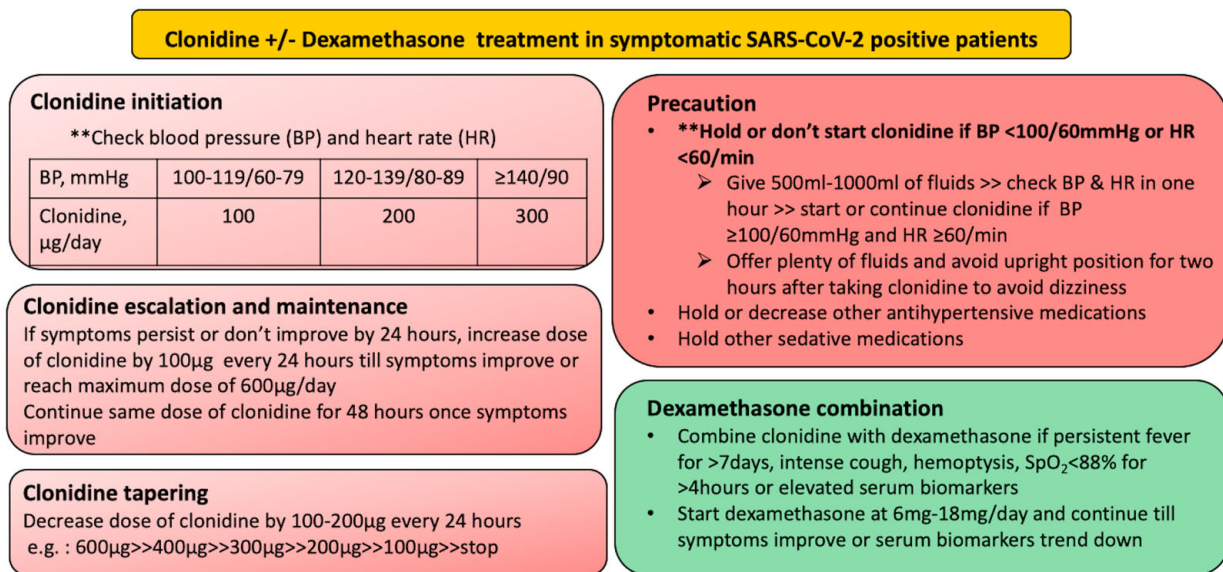 Clonidine +/- Dexamethasone treatment in symptomatic SARS-CoV-2 positive patients
Clonidine initiation
**Check blood pressure (BP) and heart rate (HR)
BP, mmHg 100-119/60-79 120-139/80-89 ≥140/90
Clonidine, 100 200 300
µg/day
Clonidine escalation and maintenance
If symptoms persist or don't improve by 24 hours, increase dose
of clonidine by 100µg every 24 hours till symptoms improve or
reach maximum dose of 600µg/day
Continue same dose of clonidine for 48 hours once symptoms
improve
Clonidine tapering
Decrease dose of clonidine by 100-200µg every 24 hours
e.g. : 600µg>>400µg>>300µg>>200µg>>100µg>>stop
Precaution
• **Hold or don't start clonidine if BP <100/60mmHg or HR
<60/min
➢ Give 500ml-1000ml of fluids >> check BP & HR in one
hour >> start or continue clonidine if BP
≥100/60mmHg and HR ≥60/min
➢ Offer plenty of fluids and avoid upright position for two
hours after taking clonidine to avoid dizziness
• Hold or decrease other antihypertensive medications
• Hold other sedative medications
Dexamethasone combination
• Combine clonidine with dexamethasone if persistent fever
for >7days, intense cough, hemoptysis, SpO₂<88% for
>4hours or elevated serum biomarkers
• Start dexamethasone at 6mg-18mg/day and continue till
symptoms improve or serum biomarkers trend down